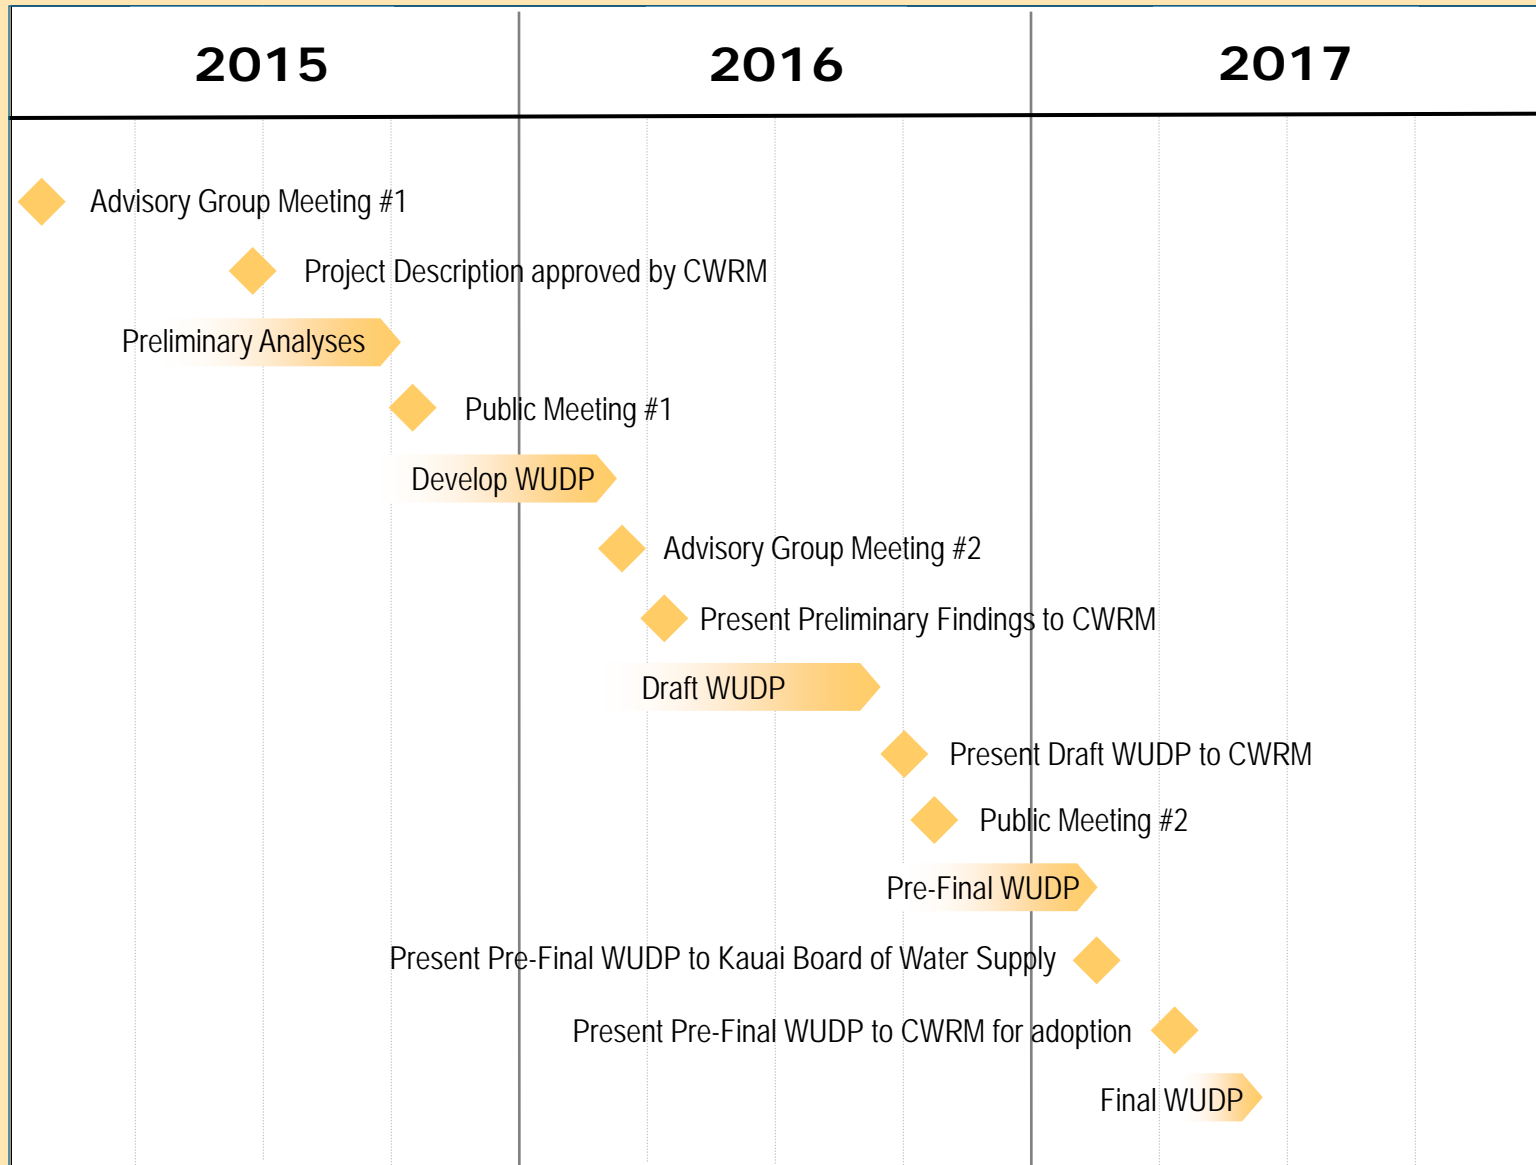 2015
2016
2017
Advisory Group Meeting #1
Project Description approved by CWRM
Preliminary Analyses
Public Meeting #1
Develop WUDP
Advisory Group Meeting #2
Present Preliminary Findings to CWRM
Draft WUDP
Present Draft WUDP to CWRM
Public Meeting #2
Pre-Final WUDP
Present Pre-Final WUDP to Kauai Board of Water Supply
Present Pre-Final WUDP to CWRM for adoption
Final WUDP